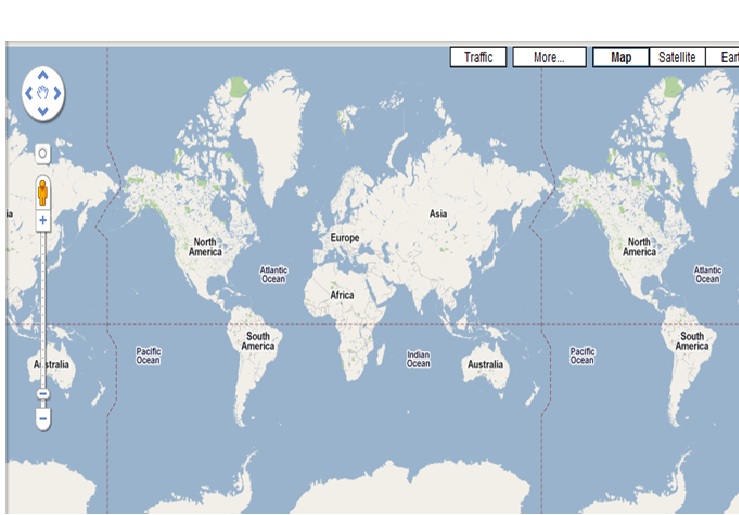 Traffic More... Map Satellite Eart
ia
Asia
North
America
Europe
North
America
Atlantic
Ocean
Atlantic
Ocean
Africa
South
America
South
America
Pacific
Ocean
Indian
Ocean
Pacific
Ocean
Australia
Australia